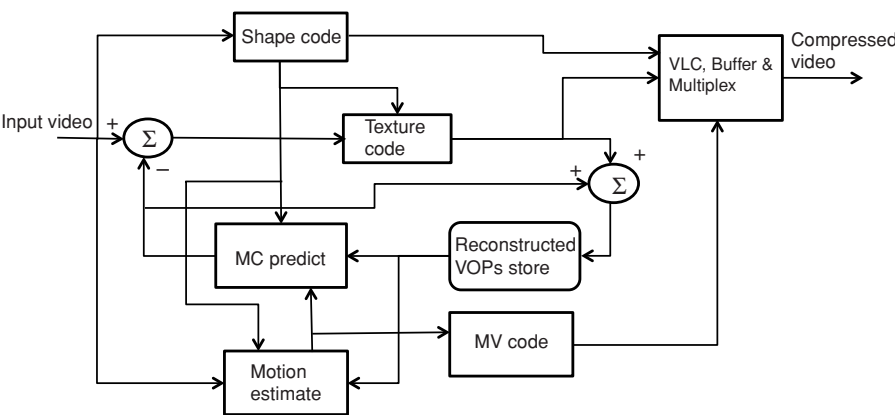 Shape code
VLC, Buffer &
Multiplex
Compressed
video
Input video
+
Σ
−
Texture
code
+
+
Σ
MC predict
Reconstructed
VOPs store
MV code
Motion
estimate